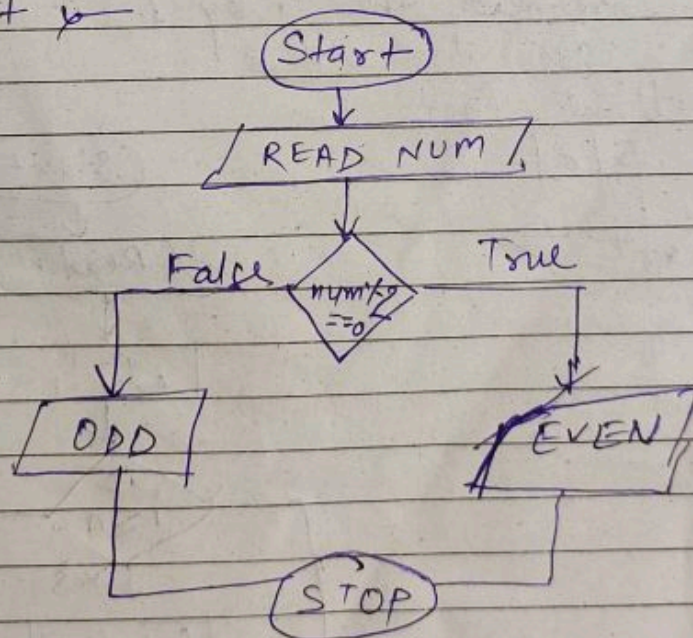 Start
READ NUM
False True
num%2
==0
ODD EVEN
STOP